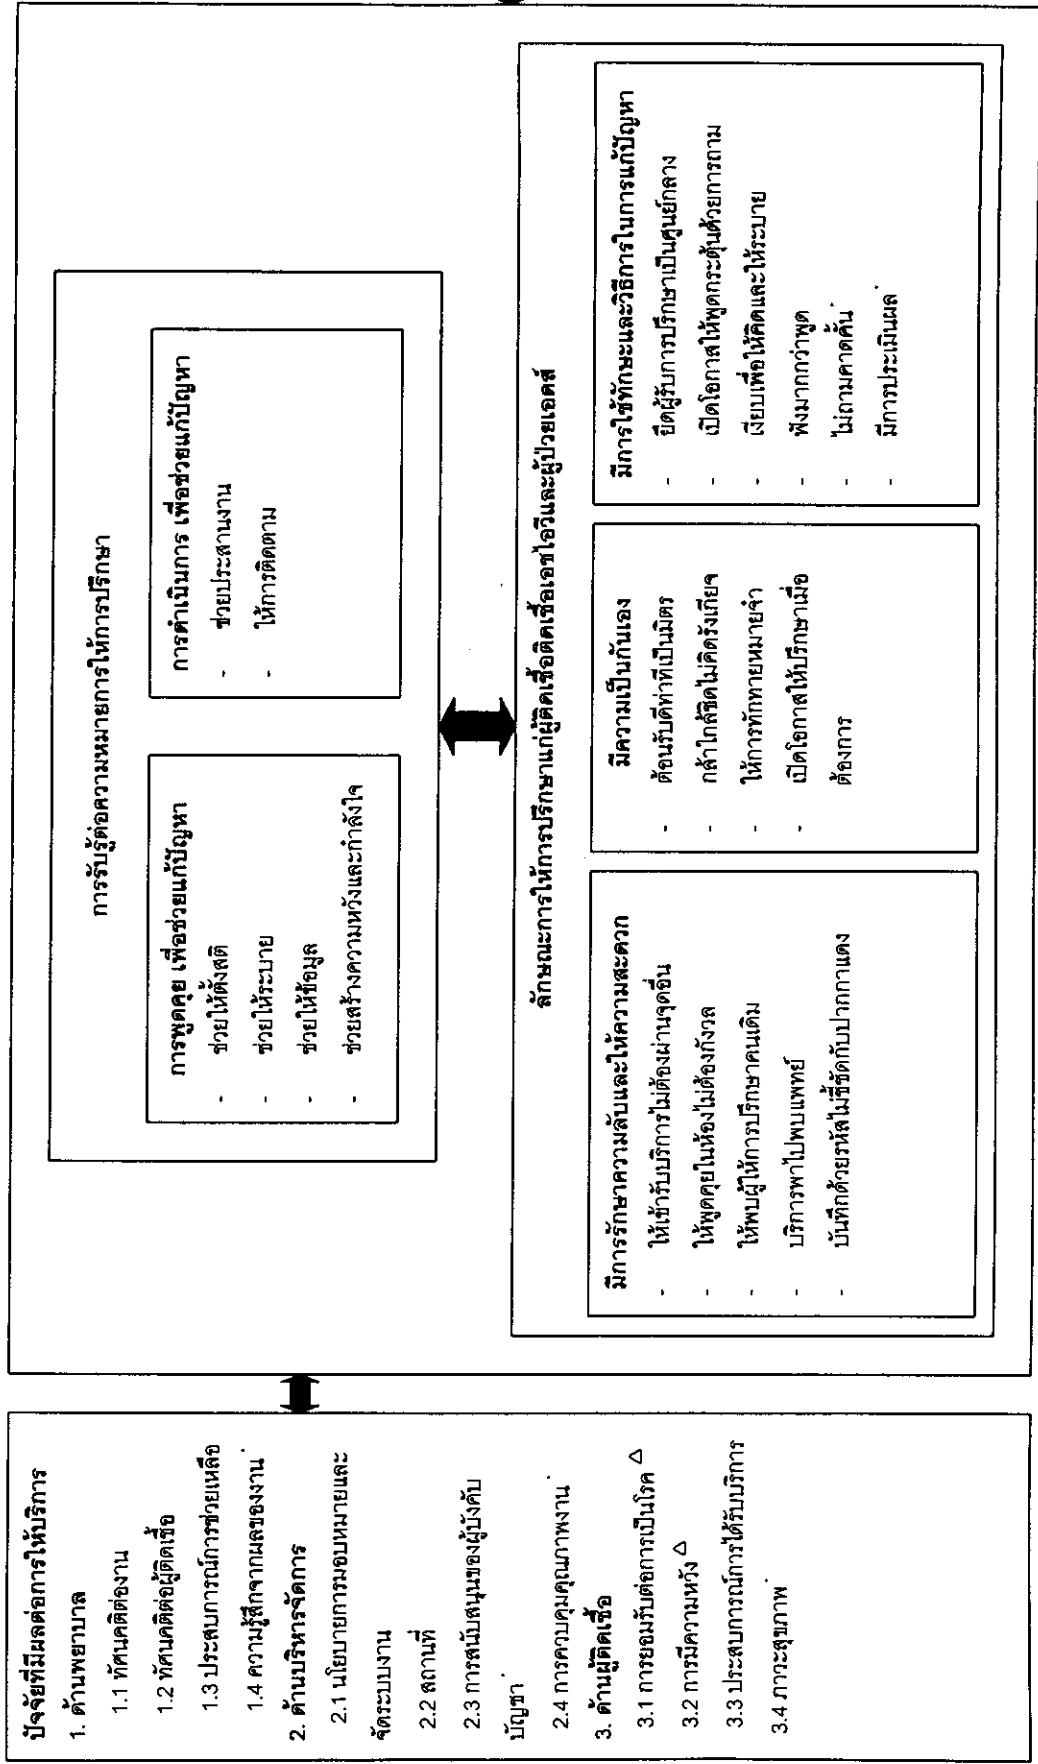 ปัจจัยที่มีผลต่อการให้บริการ
1. ด้านพยาบาล
1.1 ทัศนคติต่องาน
1.2 ทัศนคติต่อผู้ติดเชื้อ
1.3 ประสบการณ์การช่วยเหลือ
1.4 ความรู้สึกจากผลของงาน*
2. ด้านบริหารจัดการ
2.1 นโยบายการมอบหมายและ
จัดระบบงาน
2.2 สถานที่
2.3 การสนับสนุนของผู้บังคับ
บัญชา*
2.4 การควบคุมคุณภาพงาน*
3. ด้านผู้ติดเชื้อ
3.1 การยอมรับต่อการเป็นโรค △
3.2 การมีความหวัง △
3.3 ประสบการณ์การได้รับบริการ
3.4 ภาวะสุขภาพ*
การรับรู้ต่อความหมายการให้การปรึกษา
การพูดคุย เพื่อช่วยแก้ปัญหา
- ช่วยให้ตั้งสติ
- ช่วยให้ระบาย
- ช่วยให้ข้อมูล
- ช่วยสร้างความหวังและกำลังใจ
การดำเนินการ เพื่อช่วยแก้ปัญหา
- ช่วยประสานงาน
- ให้การติดตาม
ลักษณะการให้การปรึกษาแก่ผู้ติดเชื้อติดเชื้อเอชไอวีและผู้ป่วยเอดส์
มีการรักษาความลับและให้ความสะดวก
- ให้เข้ารับบริการไม่ต้องผ่านจุดอื่น
- ให้พูดคุยในห้องไม่ต้องกังวล
- ให้พบผู้ให้การปรึกษาคนเดิม
- บริการพาไปพบแพทย์
- บันทึกด้วยรหัสไม่ชี้ชัดกับปากกาแดง
มีความเป็นกันเอง
- ต้อนรับดีท่าทีเป็นมิตร
- กล้าใกล้ชิดไม่คิดรังเกียจ
- ให้การทักทายหมายจำ
- เปิดโอกาสให้ปรึกษาเมื่อ
ต้องการ
มีการใช้ทักษะและวิธีการในการแก้ปัญหา
- ยึดผู้รับการปรึกษาเป็นศูนย์กลาง
- เปิดโอกาสให้พูดกระตุ้นด้วยการถาม
- เงียบเพื่อให้คิดและให้ระบาย
- ฟังมากกว่าพูด
- ไม่ถามคาดคั้น*
- มีการประเมินผล*